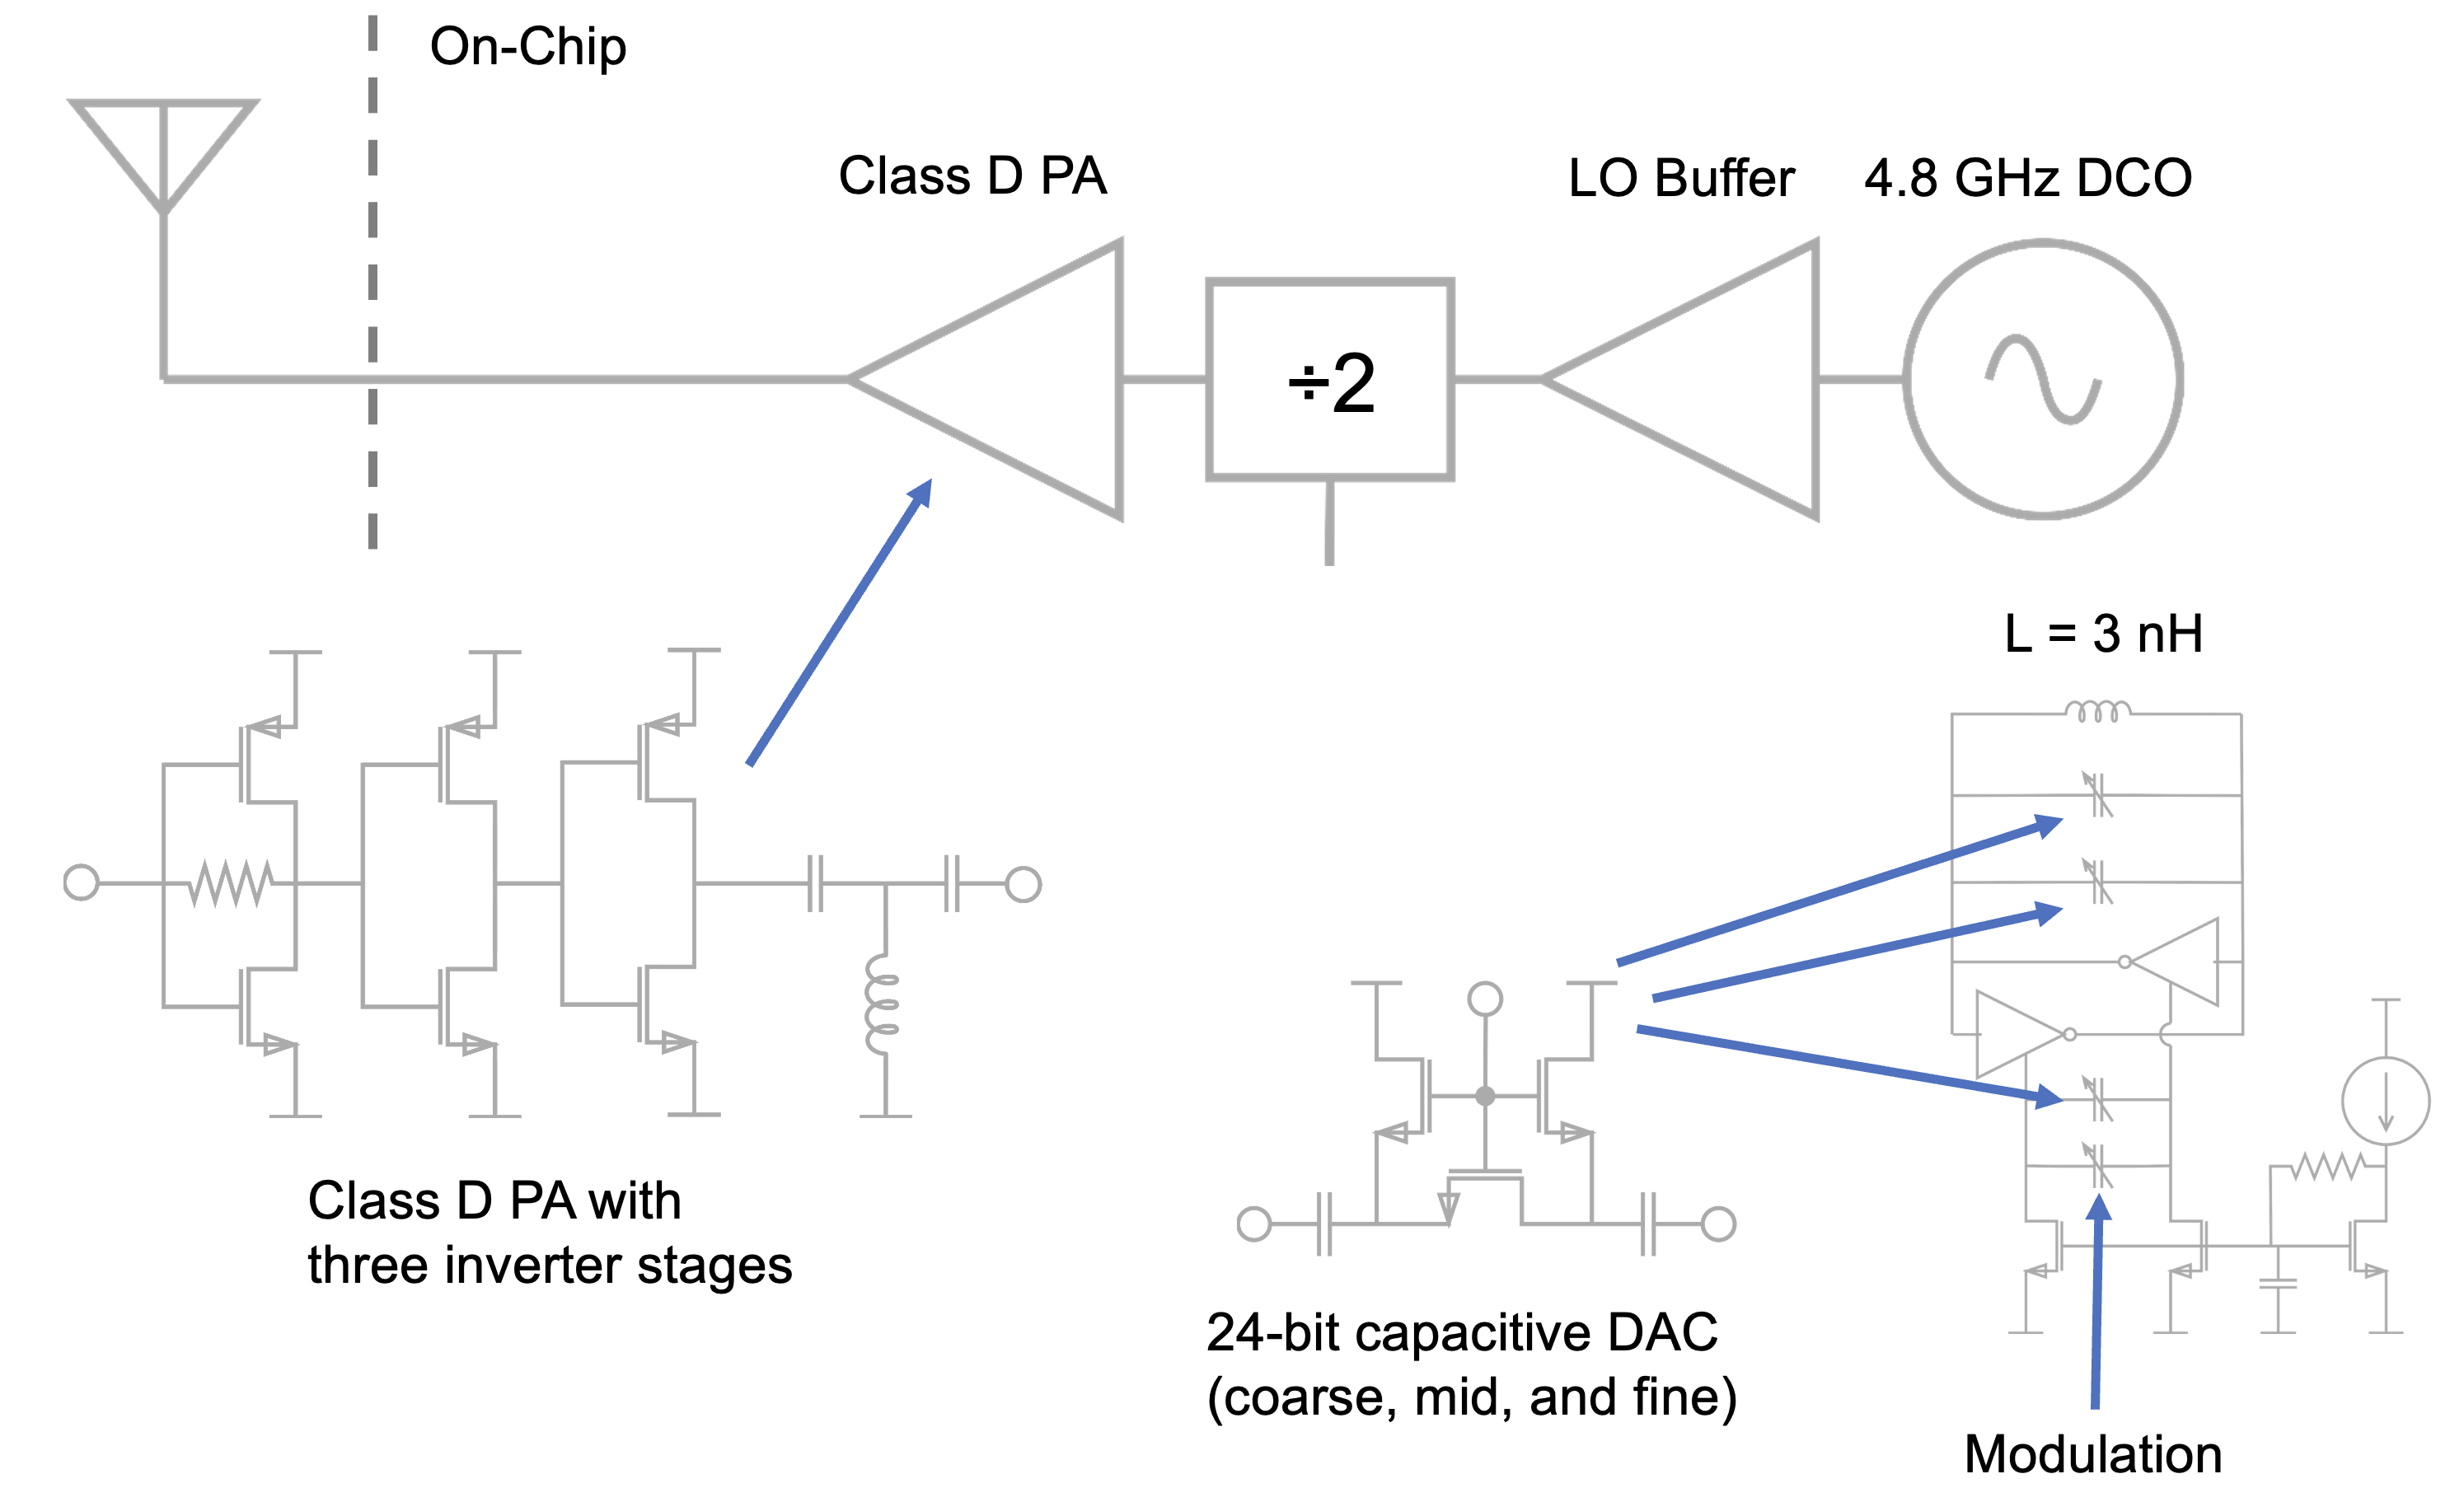 On-Chip
Class D PA
LO Buffer
4.8 GHz DCO
÷2
L = 3 nH
Class D PA with
three inverter stages
24-bit capacitive DAC
(coarse, mid, and fine)
Modulation